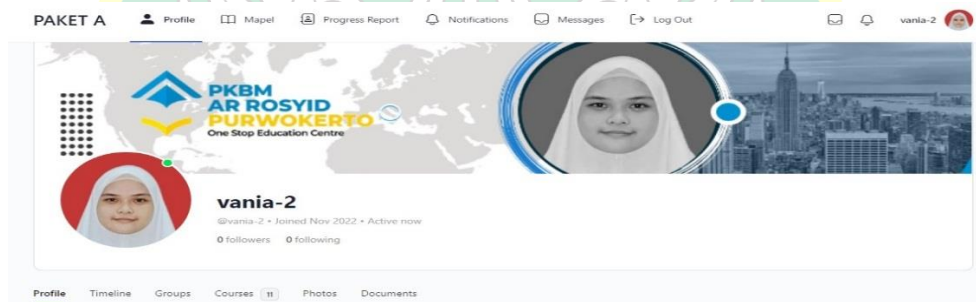 PAKET A Profile Mapel Progress Report Notifications Messages Log Out vania-2
PKBM
AR ROSYID
PURWOKERTO
One Stop Education Centre
vania-2
@vania-2 • Joined Nov 2022 • Active now
0 followers 0 following
Profile Timeline Groups Courses 11 Photos Documents